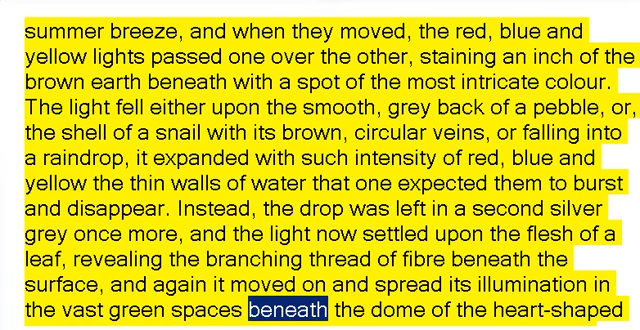 summer breeze, and when they moved, the red, blue and
yellow lights passed one over the other, staining an inch of the
brown earth beneath with a spot of the most intricate colour.
The light fell either upon the smooth, grey back of a pebble, or,
the shell of a snail with its brown, circular veins, or falling into
a raindrop, it expanded with such intensity of red, blue and
yellow the thin walls of water that one expected them to burst
and disappear. Instead, the drop was left in a second silver
grey once more, and the light now settled upon the flesh of a
leaf, revealing the branching thread of fibre beneath the
surface, and again it moved on and spread its illumination in
the vast green spaces beneath the dome of the heart-shaped